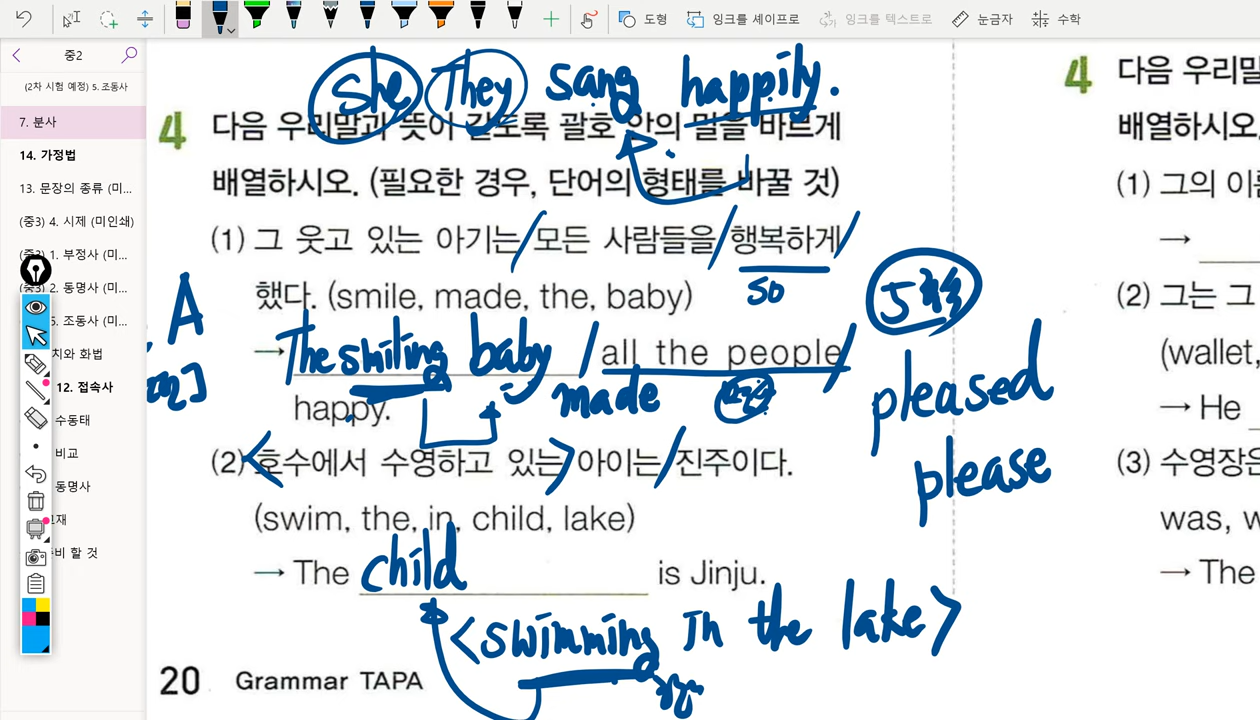 도형 잉크를 셰이프로 잉크를 텍스트로 눈금자 수학
중2
(2차 시험 예정) 5. 조동사
7. 분사
14. 가정법
13. 문장의 종류 (미...
(중3) 4. 시제 (미인쇄)
(중3) 1. 부정사 (미...
(중3) 2. 동명사 (미...
5. 조동사 (미...
치와 화법
12. 접속사
수동태
비교
동명사
교재
비 할 것
she They sang happily.
4 다음 우리말과 뜻이 같도록 괄호 안의 말을 바르게
배열하시오. (필요한 경우, 단어의 형태를 바꿀 것)
(1) 그 웃고 있는 아기는/모든 사람들을/행복하게/
했다. (smile, made, the, baby)
so
5형식
A
→ The smiling baby / all the people/
made
happy.
pleased
please
(2) <호수에서 수영하고 있는> 아이는/진주이다.
(swim, the, in, child, lake)
→ The child is Jinju.
<swimming in the lake>
20 Grammar TAPA
4 다음 우리말
배열하시오
(1) 그의 이름
→
(2) 그는 그
(wallet,
→ He
(3) 수영장은
was, w
→ The